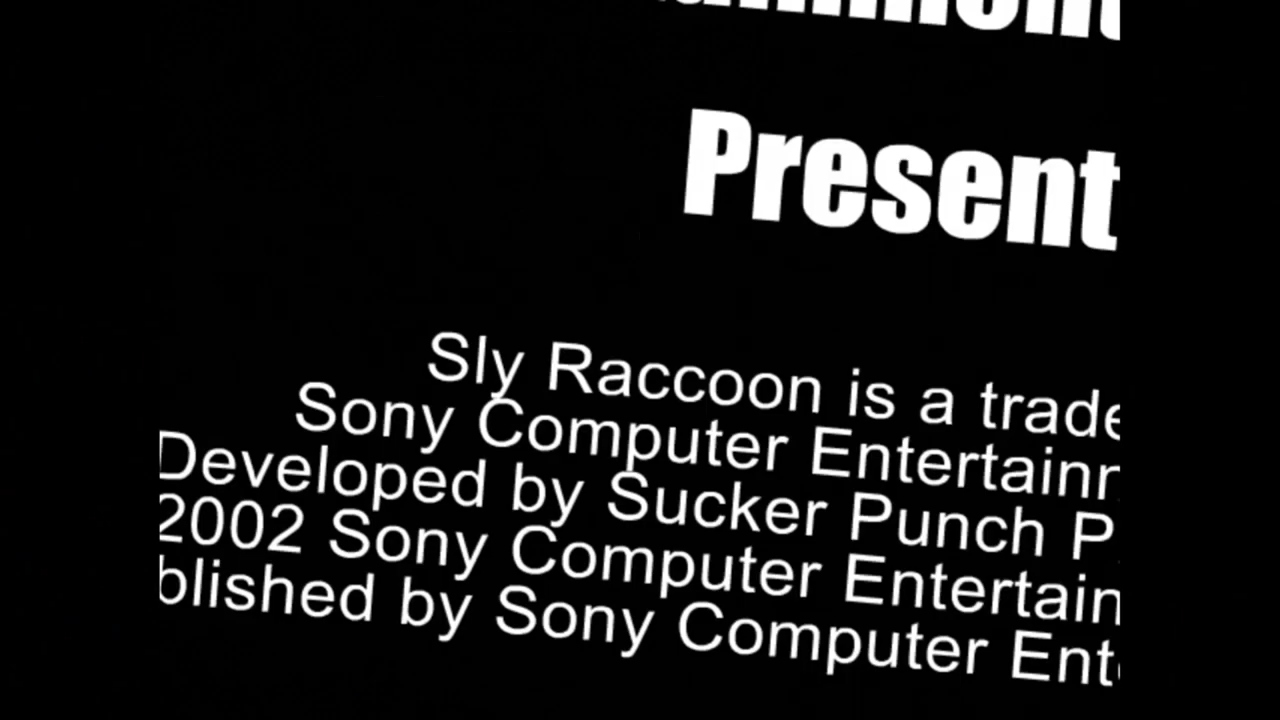 Present
Sly Raccoon is a trade
Sony Computer Entertain
Developed by Sucker Punch P
2002 Sony Computer Entertain
blished by Sony Computer Ent